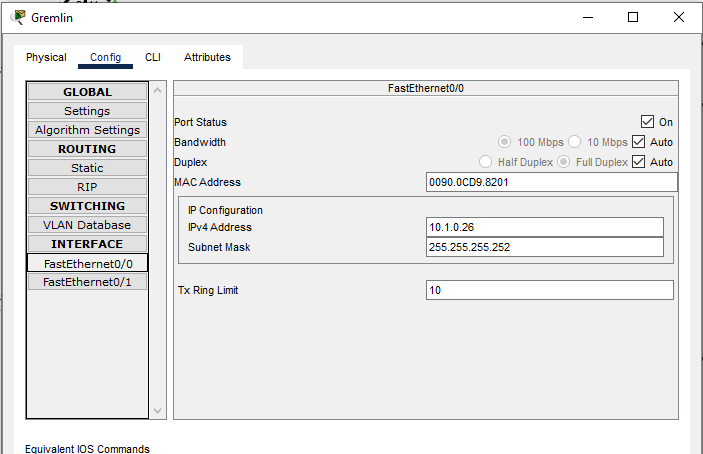 Gremlin
Physical Config CLI Attributes
GLOBAL
Settings
Algorithm Settings
ROUTING
Static
RIP
SWITCHING
VLAN Database
INTERFACE
FastEthernet0/0
FastEthernet0/1
FastEthernet0/0
Port Status On
Bandwidth 100 Mbps 10 Mbps Auto
Duplex Half Duplex Full Duplex Auto
MAC Address 0090.0CD9.8201
IP Configuration
IPv4 Address 10.1.0.26
Subnet Mask 255.255.255.252
Tx Ring Limit 10
Equivalent IOS Commands